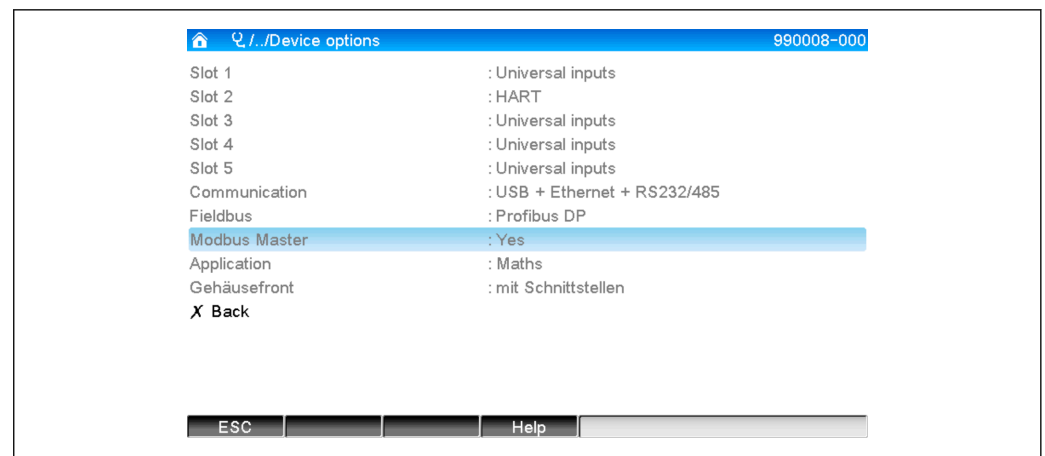 /../Device options 990008-000
Slot 1 : Universal inputs
Slot 2 : HART
Slot 3 : Universal inputs
Slot 4 : Universal inputs
Slot 5 : Universal inputs
Communication : USB + Ethernet + RS232/485
Fieldbus : Profibus DP
Modbus Master : Yes
Application : Maths
Gehäusefront : mit Schnittstellen
X Back
ESC Help